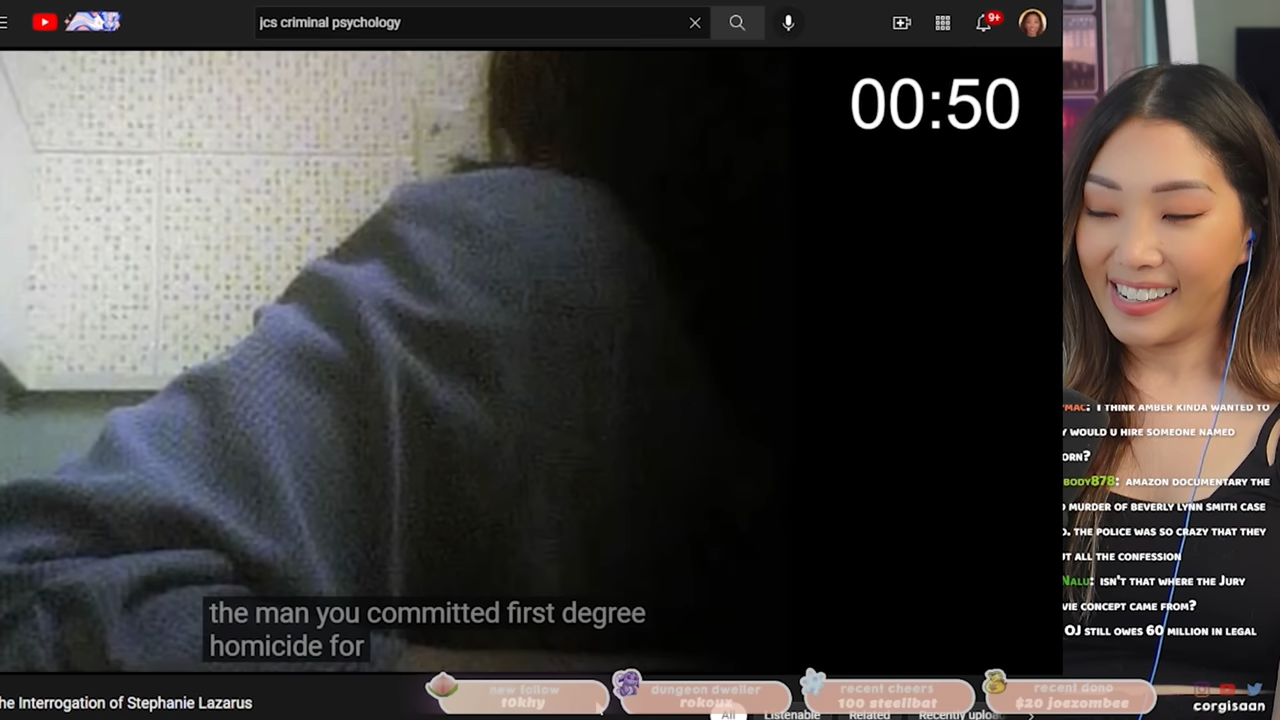 jcs criminal psychology
9+
00:50
the man you committed first degree
homicide for
he Interrogation of Stephanie Lazarus
MAC: I THINK AMBER KINDA WANTED TO
Y WOULD U HIRE SOMEONE NAMED
ORN?
BODY878: AMAZON DOCUMENTARY THE
D MURDER OF BEVERLY LYNN SMITH CASE
D. THE POLICE WAS SO CRAZY THAT THEY
UT ALL THE CONFESSION
NALU: ISN'T THAT WHERE THE JURY
VIE CONCEPT CAME FROM?
OJ STILL OWES 60 MILLION IN LEGAL
new follow
t0khy
dungeon dweller
rokoux
recent cheers
100 steelibat
recent dono
$20 joezombee
corgisaan
All
Listenable
Related
Recently uploa